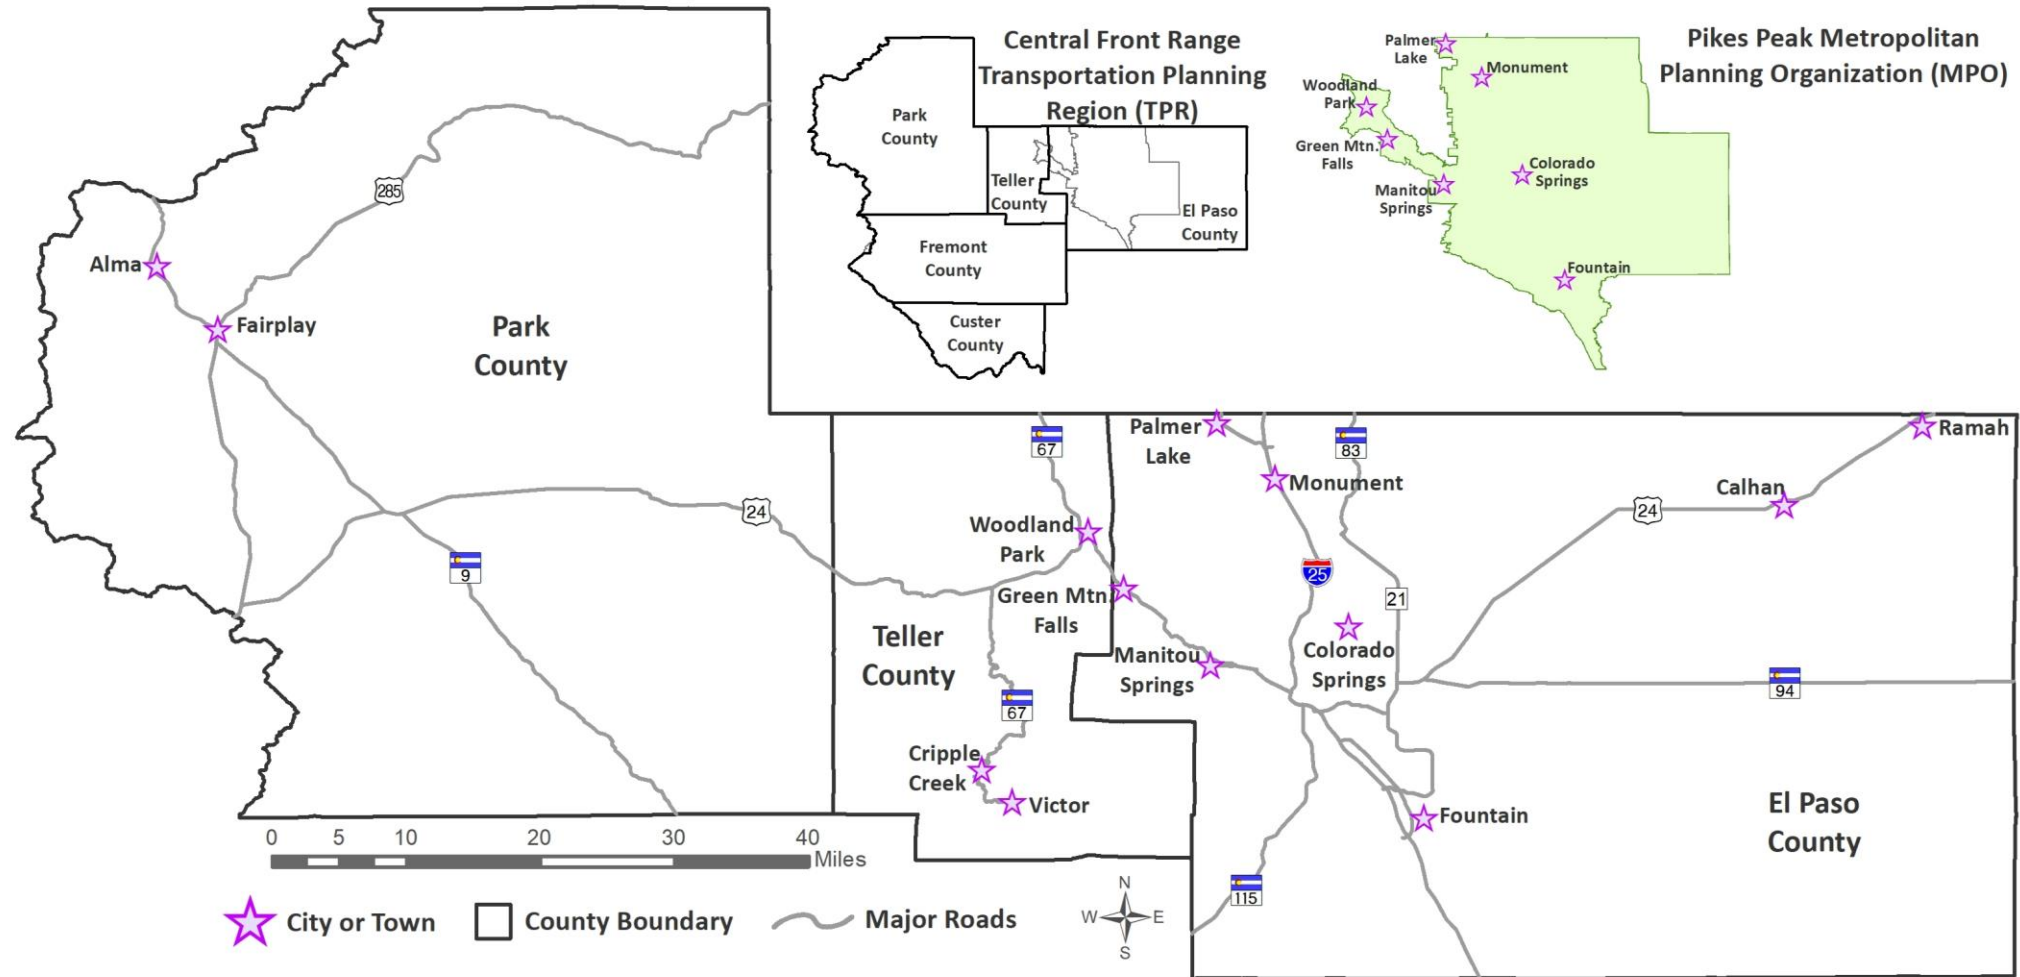 Central Front Range
Transportation Planning
Region (TPR)
Park
County
Teller
County
El Paso
County
Fremont
County
Custer
County
Pikes Peak Metropolitan
Planning Organization (MPO)
Palmer
Lake
Monument
Woodland
Park
Green Mtn.
Falls
Manitou
Springs
Colorado
Springs
Fountain
285
Alma
Fairplay
Park
County
9
24
67
Woodland
Park
Green Mtn.
Falls
Teller
County
67
Cripple
Creek
Victor
Palmer
Lake
Monument
83
25
21
Colorado
Springs
Manitou
Springs
Ramah
Calhan
24
94
Fountain
El Paso
County
115
0 5 10 20 30 40
Miles
City or Town
County Boundary
Major Roads
N
W E
S